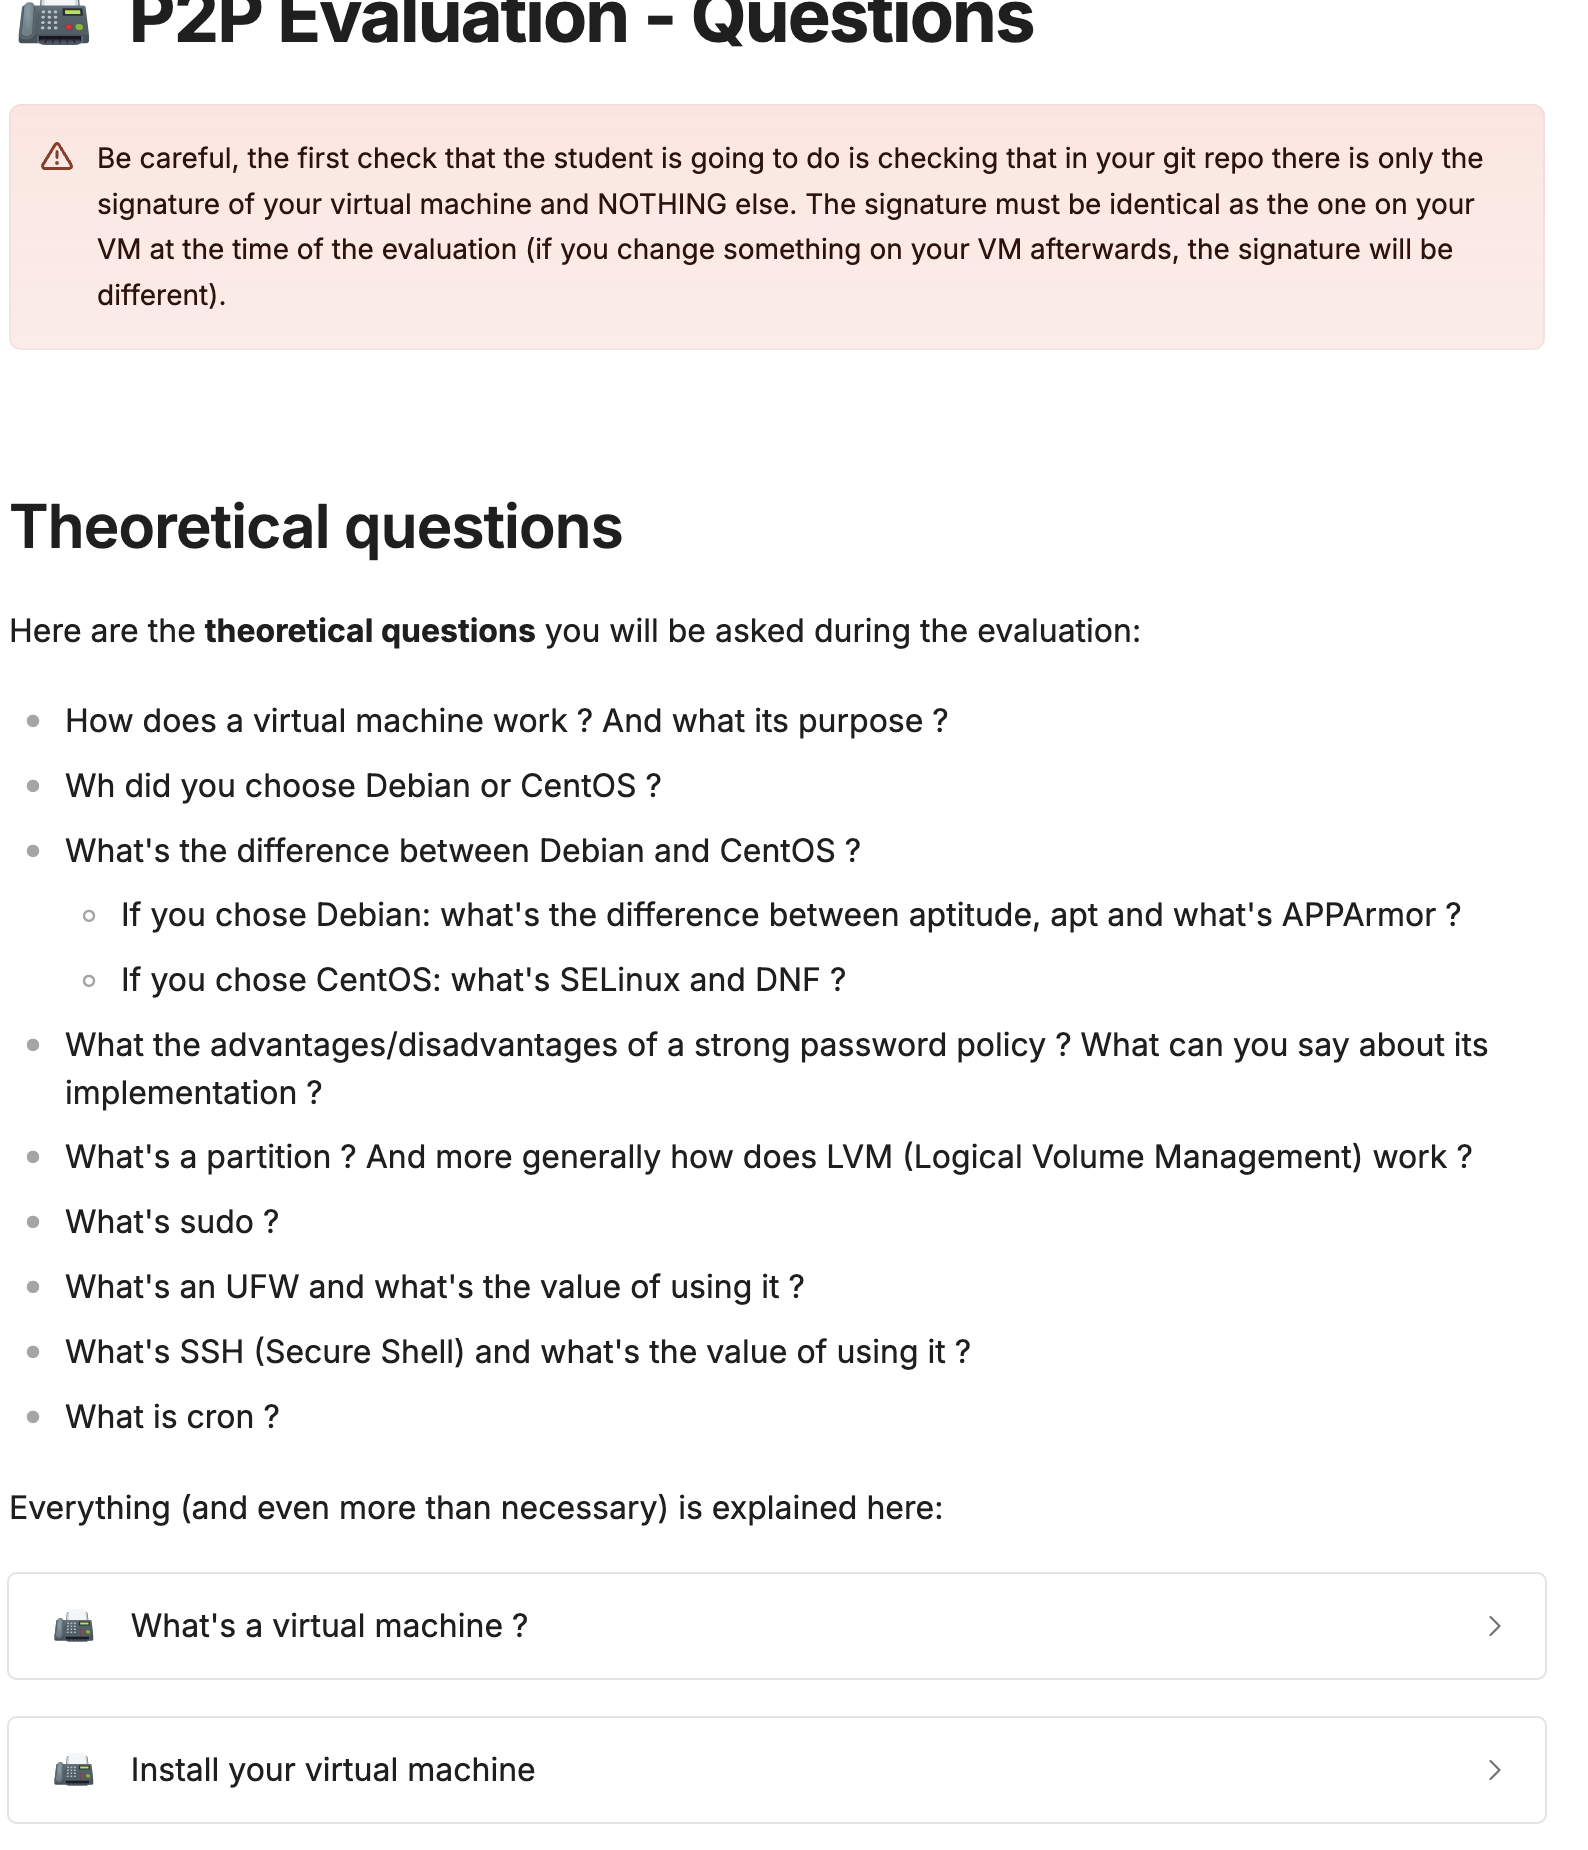 P2P Evaluation - Questions
Be careful, the first check that the student is going to do is checking that in your git repo there is only the
signature of your virtual machine and NOTHING else. The signature must be identical as the one on your
VM at the time of the evaluation (if you change something on your VM afterwards, the signature will be
different).
Theoretical questions
Here are the theoretical questions you will be asked during the evaluation:
How does a virtual machine work ? And what its purpose ?
Wh did you choose Debian or CentOS ?
What's the difference between Debian and CentOS ?
If you chose Debian: what's the difference between aptitude, apt and what's APPArmor ?
If you chose CentOS: what's SELinux and DNF ?
What the advantages/disadvantages of a strong password policy ? What can you say about its
implementation ?
What's a partition ? And more generally how does LVM (Logical Volume Management) work ?
What's sudo ?
What's an UFW and what's the value of using it ?
What's SSH (Secure Shell) and what's the value of using it ?
What is cron ?
Everything (and even more than necessary) is explained here:
What's a virtual machine ?
Install your virtual machine